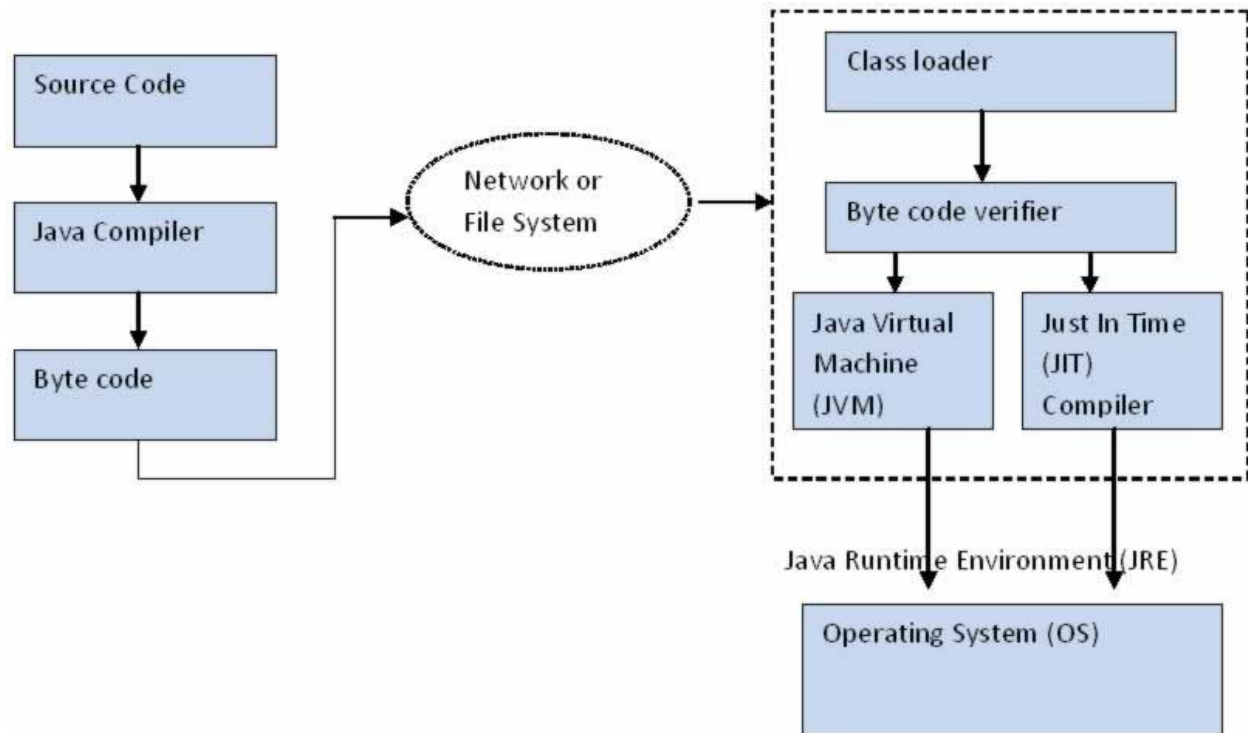 Source Code
Java Compiler
Byte code
Network or
File System
Class loader
Byte code verifier
Java Virtual
Machine
(JVM)
Just In Time
(JIT)
Compiler
Java Runtime Environment (JRE)
Operating System (OS)